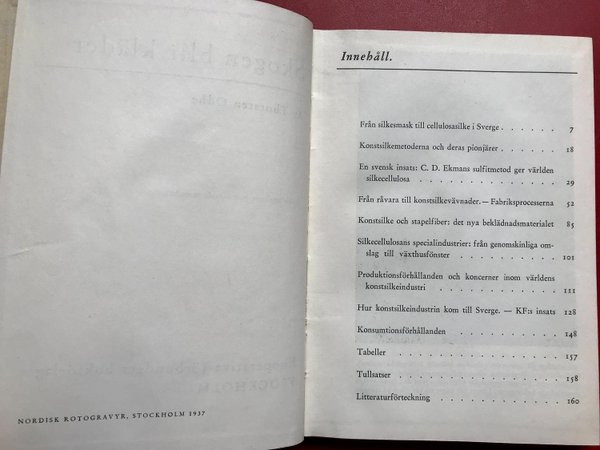 NORDISK ROTOGRAVYR, STOCKHOLM 1937
Innehåll.
Från silkesmask till cellulosasilke i Sverge . . . . . . 7
Konstsilkemetoderna och deras pionjärer . . . . . . . 18
En svensk insats: C. D. Ekmans sulfitmetod ger världen
silkecellulosa . . . . . . . . . . . . . . 29
Från råvara till konstsilkevävnader. — Fabriksprocesserna 52
Konstsilke och stapelfiber: det nya beklädnadsmaterialet 85
Silkecellulosans specialindustrier: från genomskinliga om-
slag till växthusfönster . . . . . . . . . . 101
Produktionsförhållanden och koncerner inom världens
konstsilkeindustri . . . . . . . . . . . . 111
Hur konstsilkeindustrin kom till Sverge. — KF:s insats 128
Konsumtionsförhållanden . . . . . . . . . . . 148
Tabeller . . . . . . . . . . . . . . . . 157
Tullsatser . . . . . . . . . . . . . . . 158
Litteraturförteckning . . . . . . . . . . . . 160